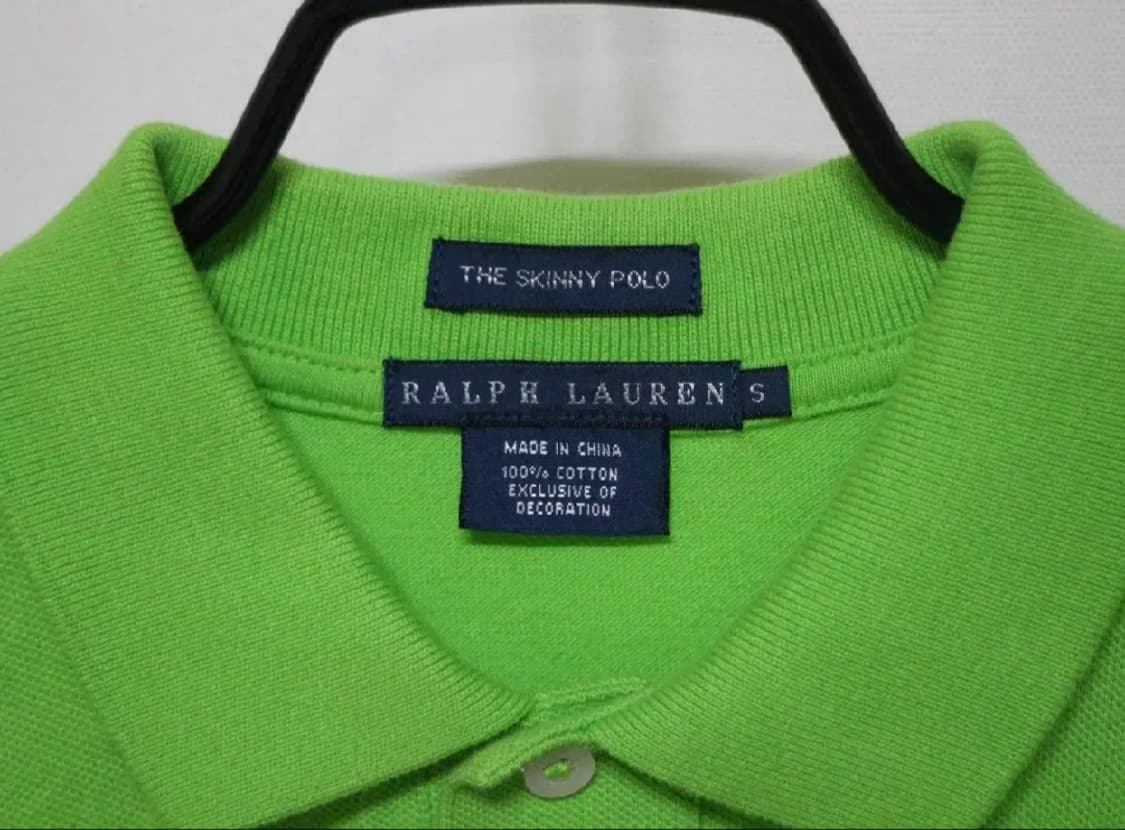 THE SKINNY POLO
RALPH LAUREN S
MADE IN CHINA
100% COTTON
EXCLUSIVE OF
DECORATION